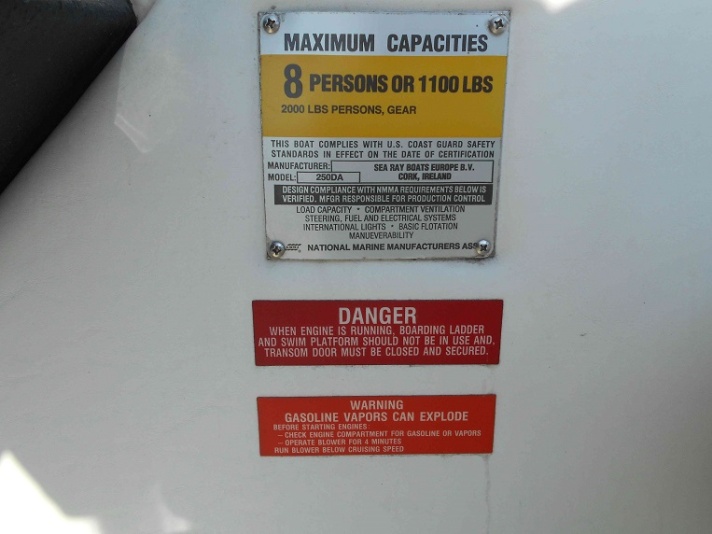 MAXIMUM CAPACITIES
8 PERSONS OR 1100 LBS
2000 LBS PERSONS, GEAR
THIS BOAT COMPLIES WITH U.S. COAST GUARD SAFETY
STANDARDS IN EFFECT ON THE DATE OF CERTIFICATION
MANUFACTURER: SEA RAY BOATS EUROPE B.V.
MODEL: 250DA CORK, IRELAND
DESIGN COMPLIANCE WITH NMMA REQUIREMENTS BELOW IS
VERIFIED. MFGR RESPONSIBLE FOR PRODUCTION CONTROL
LOAD CAPACITY • COMPARTMENT VENTILATION
STEERING, FUEL AND ELECTRICAL SYSTEMS
INTERNATIONAL LIGHTS • BASIC FLOTATION
MANUEVERABILITY
NATIONAL MARINE MANUFACTURERS
DANGER
WHEN ENGINE IS RUNNING, BOARDING LADDER
AND SWIM PLATFORM SHOULD NOT BE IN USE AND,
TRANSOM DOOR MUST BE CLOSED AND SECURED.
WARNING
GASOLINE VAPORS CAN EXPLODE
BEFORE STARTING ENGINES
– CHECK ENGINE COMPARTMENT FOR GASOLINE OR VAPORS
– OPERATE BLOWER FOR 4 MINUTES
RUN BLOWER BELOW CRUISING SPEED